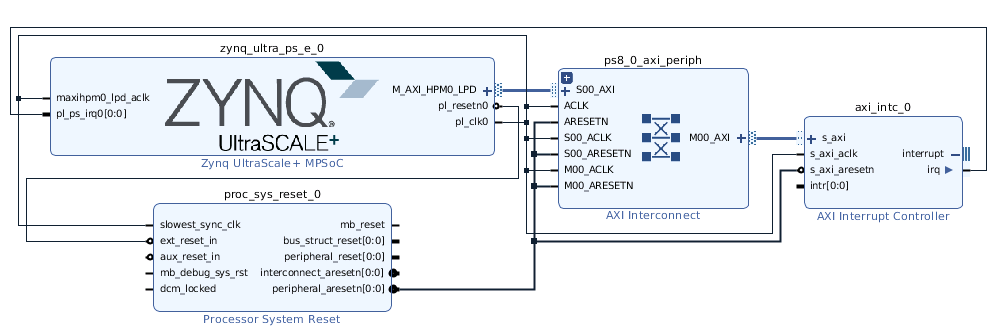 zynq_ultra_ps_e_0
maxihpm0_lpd_aclk
pl_ps_irq0[0:0]
ZYNQ
UltraSCALE+
M_AXI_HPM0_LPD
pl_resetn0
pl_clk0
Zynq UltraScale+ MPSoC
ps8_0_axi_periph
S00_AXI
ACLK
ARESETN
S00_ACLK
S00_ARESETN
M00_ACLK
M00_ARESETN
M00_AXI
AXI Interconnect
axi_intc_0
s_axi
s_axi_aclk
s_axi_aresetn
intr[0:0]
interrupt
irq
AXI Interrupt Controller
proc_sys_reset_0
slowest_sync_clk
ext_reset_in
aux_reset_in
mb_debug_sys_rst
dcm_locked
mb_reset
bus_struct_reset[0:0]
peripheral_reset[0:0]
interconnect_aresetn[0:0]
peripheral_aresetn[0:0]
Processor System Reset